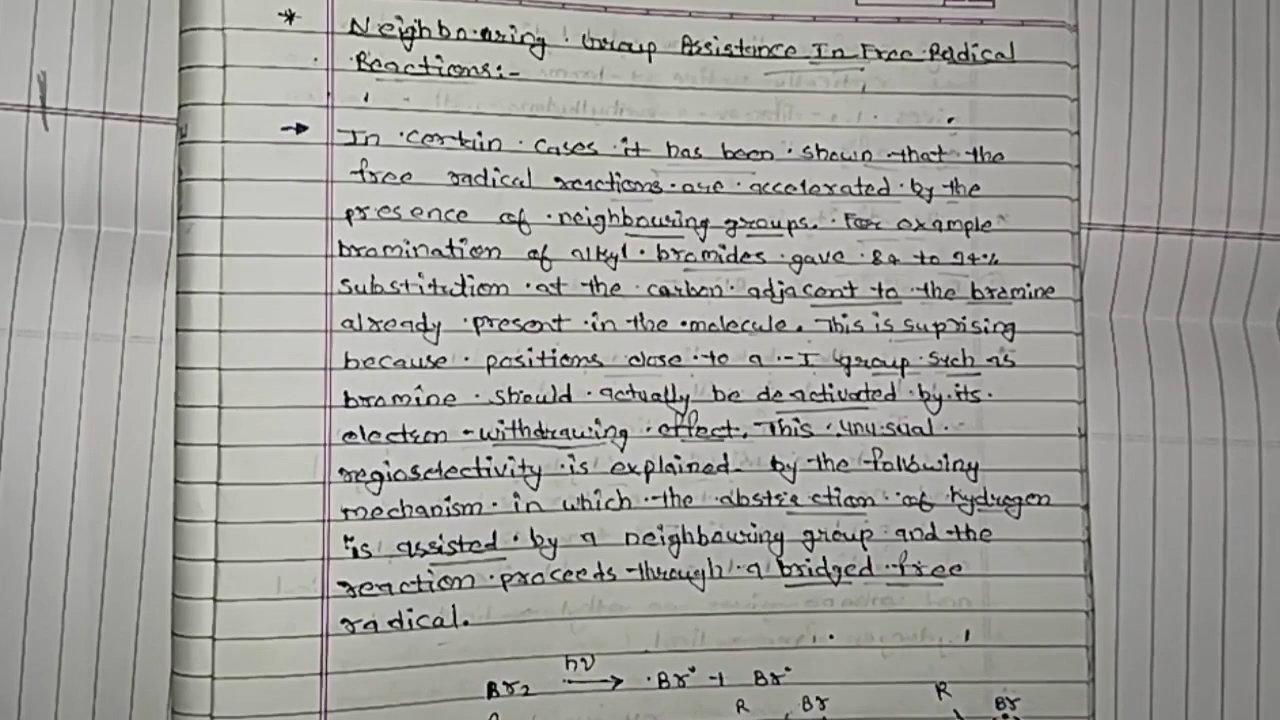 * Neighbouring Group Assistance In Free Radical
Reactions:-
→ In certain cases it has been shown that the
free radical reactions are accelerated by the
presence of neighbouring groups. For example
bromination of alkyl bromides gave 84 to 94%
substitution at the carbon adjacent to the bromine
already present in the molecule. This is suprising
because positions close to a -I group such as
bromine should actually be deactivated by its
electron-withdrawing effect. This unusual
regioselectivity is explained by the following
mechanism in which the abstraction of hydrogen
is assisted by a neighbouring group and the
reaction proceeds through a bridged free
radical.
hν
Br₂ → Br• + Br•
R Br R Br